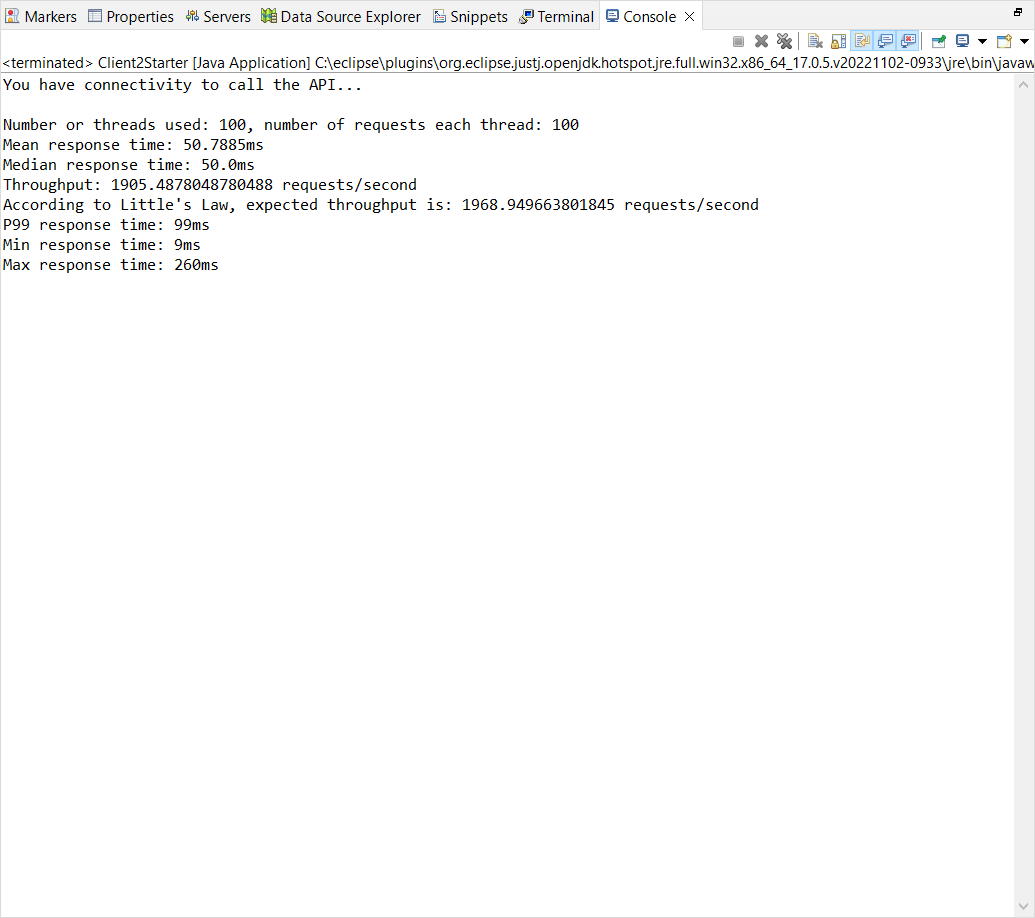 Markers Properties Servers Data Source Explorer Snippets Terminal Console
<terminated> Client2Starter [Java Application] C:\eclipse\plugins\org.eclipse.justj.openjdk.hotspot.jre.full.win32.x86_64_17.0.5.v20221102-0933\jre\bin\javaw
You have connectivity to call the API...
Number or threads used: 100, number of requests each thread: 100
Mean response time: 50.7885ms
Median response time: 50.0ms
Throughput: 1905.4878048780488 requests/second
According to Little's Law, expected throughput is: 1968.949663801845 requests/second
P99 response time: 99ms
Min response time: 9ms
Max response time: 260ms